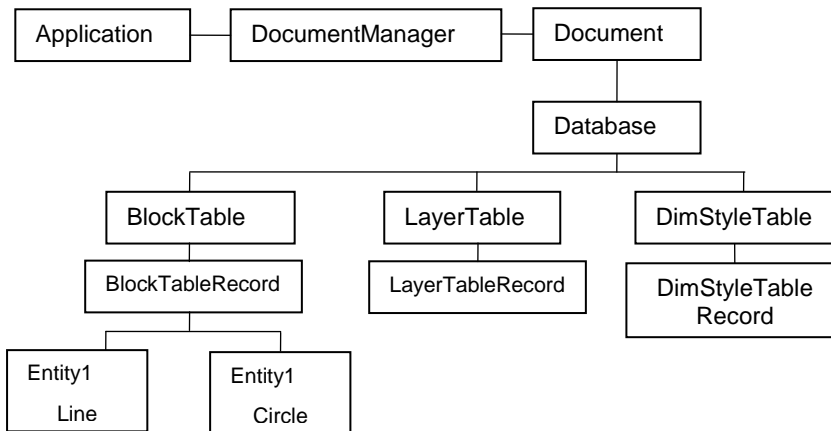 Application
DocumentManager
Document
Database
BlockTable
LayerTable
DimStyleTable
BlockTableRecord
LayerTableRecord
DimStyleTable
Record
Entity1
Line
Entity1
Circle